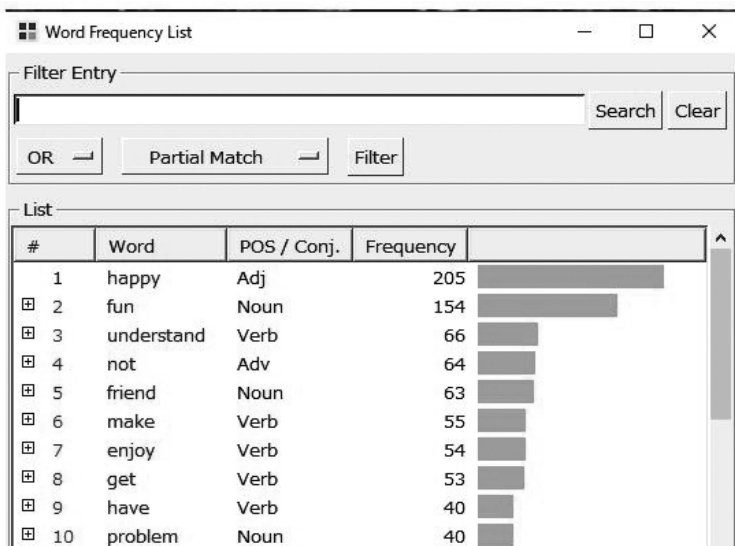 Word Frequency List
Filter Entry
Search Clear
OR Partial Match Filter
List
# Word POS / Conj. Frequency
1 happy Adj 205
2 fun Noun 154
3 understand Verb 66
4 not Adv 64
5 friend Noun 63
6 make Verb 55
7 enjoy Verb 54
8 get Verb 53
9 have Verb 40
10 problem Noun 40